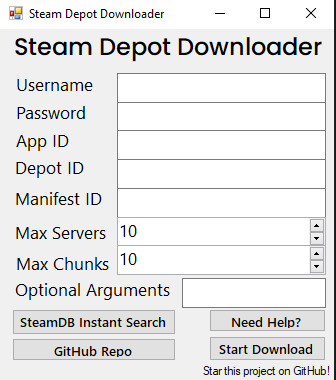 Steam Depot Downloader
Steam Depot Downloader
Username
Password
App ID
Depot ID
Manifest ID
Max Servers 10
Max Chunks 10
Optional Arguments
SteamDB Instant Search Need Help?
GitHub Repo Start Download
Star this project on GitHub!